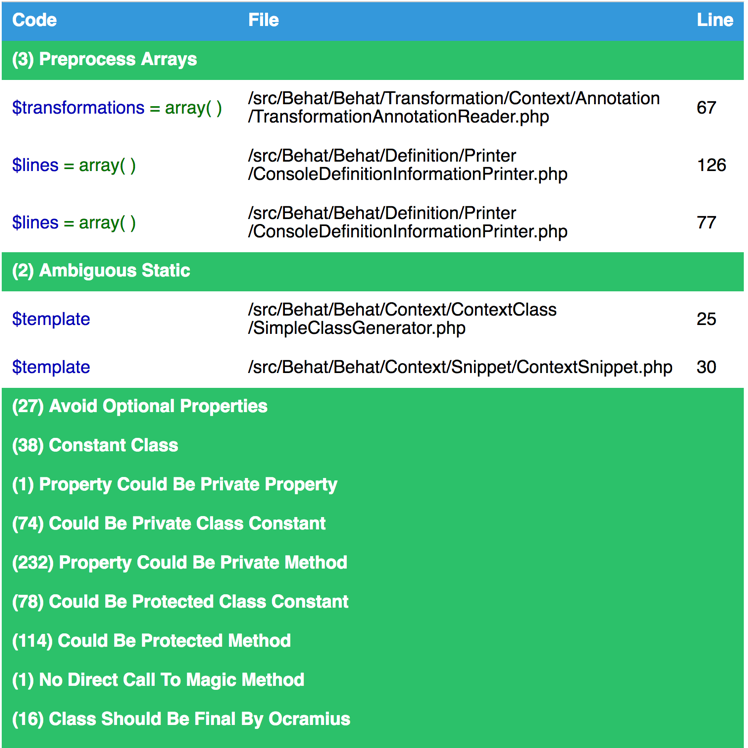 Code File Line
(3) Preprocess Arrays
$transformations = array( ) /src/Behat/Behat/Transformation/Context/Annotation 67
/TransformationAnnotationReader.php
$lines = array( ) /src/Behat/Behat/Definition/Printer 126
/ConsoleDefinitionInformationPrinter.php
$lines = array( ) /src/Behat/Behat/Definition/Printer 77
/ConsoleDefinitionInformationPrinter.php
(2) Ambiguous Static
$template /src/Behat/Behat/Context/ContextClass 25
/SimpleClassGenerator.php
$template /src/Behat/Behat/Context/Snippet/ContextSnippet.php 30
(27) Avoid Optional Properties
(38) Constant Class
(1) Property Could Be Private Property
(74) Could Be Private Class Constant
(232) Property Could Be Private Method
(78) Could Be Protected Class Constant
(114) Could Be Protected Method
(1) No Direct Call To Magic Method
(16) Class Should Be Final By Ocramius